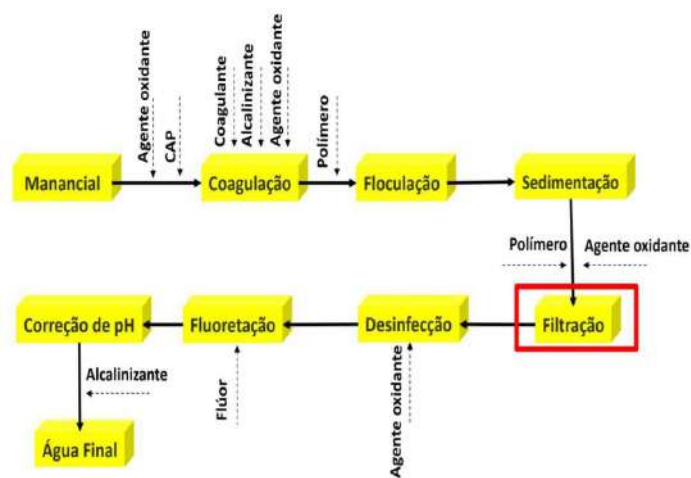 Agente oxidante
CAP
Coagulante
Alcalinizante
Agente oxidante
Polímero
Manancial
Coagulação
Floculação
Sedimentação
Polímero
Agente oxidante
Correção de pH
Fluoretação
Desinfecção
Filtração
Alcalinizante
Flúor
Agente oxidante
Água Final